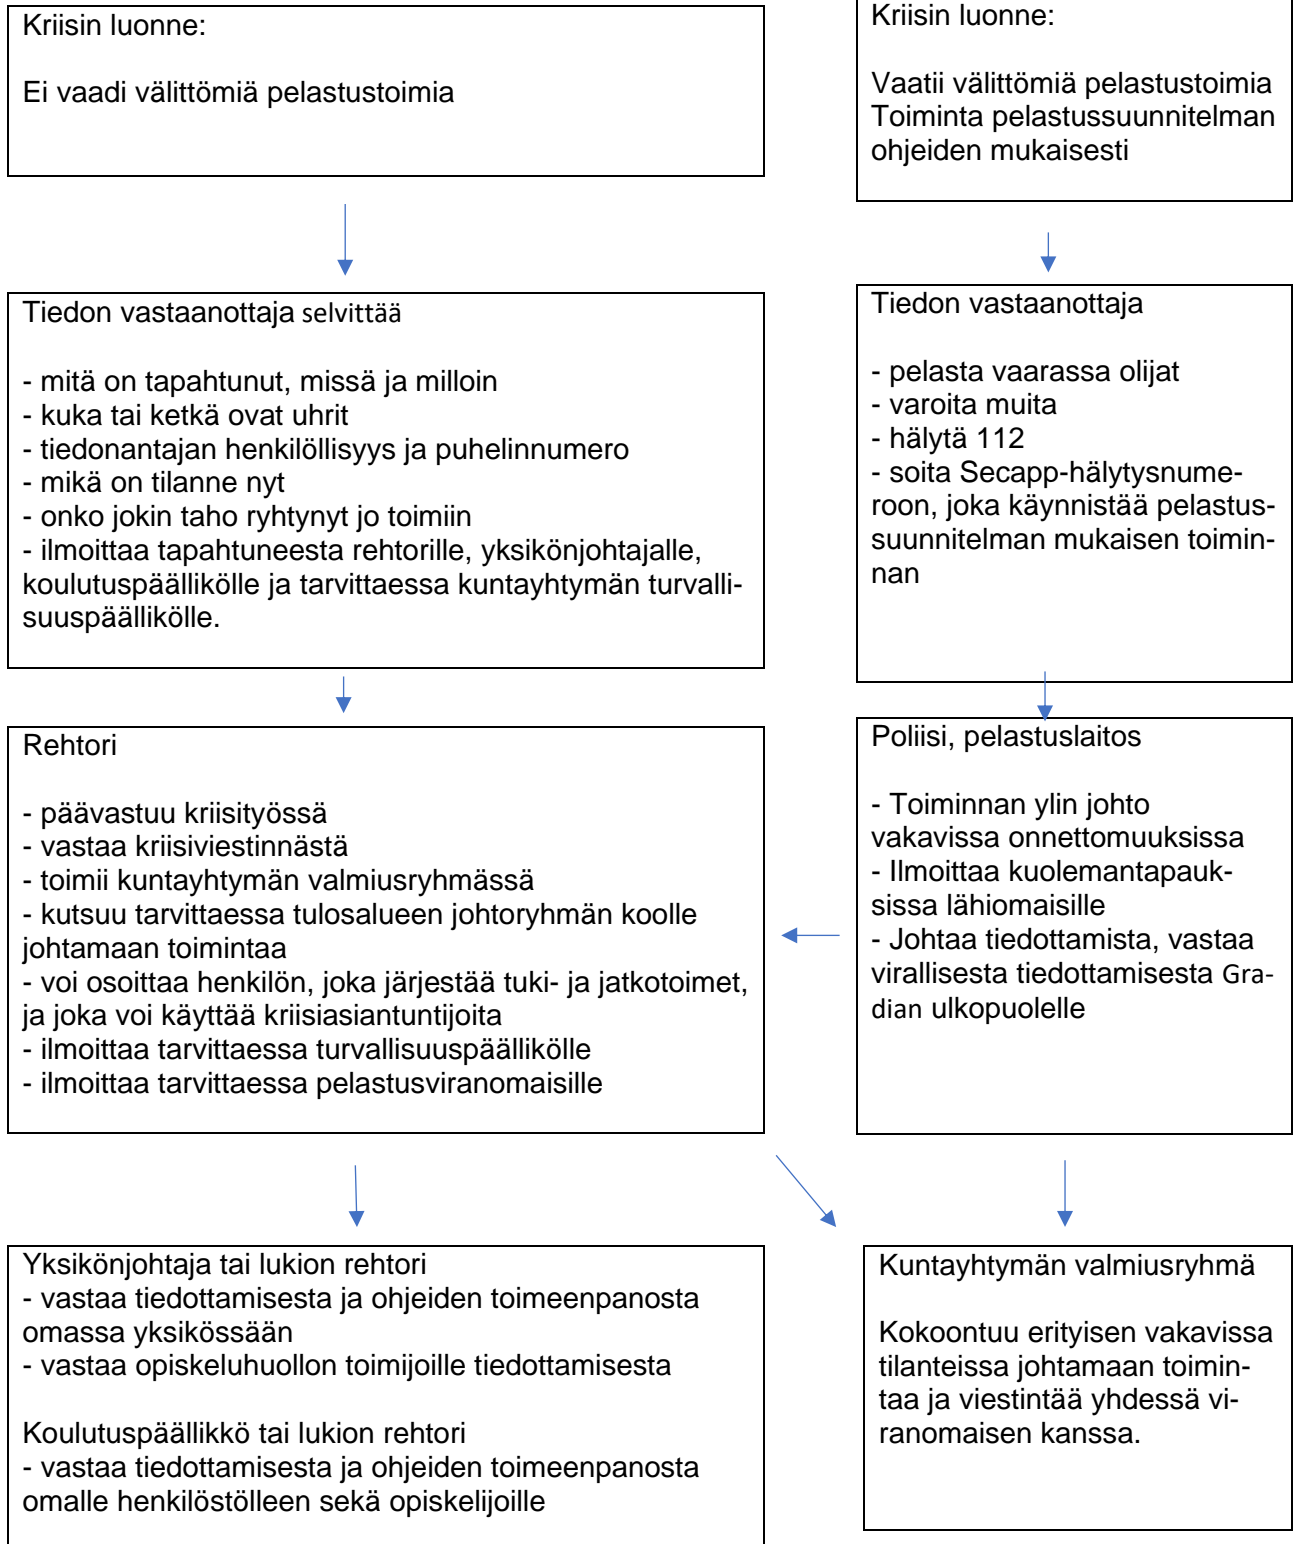 Kriisin luonne:
Ei vaadi välittömiä pelastustoimia
Kriisin luonne:
Vaatii välittömiä pelastustoimia
Toiminta pelastussuunnitelman
ohjeiden mukaisesti
Tiedon vastaanottaja selvittää
- mitä on tapahtunut, missä ja milloin
- kuka tai ketkä ovat uhrit
- tiedonantajan henkilöllisyys ja puhelinnumero
- mikä on tilanne nyt
- onko jokin taho ryhtynyt jo toimiin
- ilmoittaa tapahtuneesta rehtorille, yksikönjohtajalle,
koulutuspäällikölle ja tarvittaessa kuntayhtymän turvalli-
suuspäällikölle.
Tiedon vastaanottaja
- pelasta vaarassa olijat
- varoita muita
- hälytä 112
- soita Secapp-hälytysnume-
roon, joka käynnistää pelastus-
suunnitelman mukaisen toimin-
nan
Rehtori
- päävastuu kriisityössä
- vastaa kriisiviestinnästä
- toimii kuntayhtymän valmiusryhmässä
- kutsuu tarvittaessa tulosalueen johtoryhmän koolle
johtamaan toimintaa
- voi osoittaa henkilön, joka järjestää tuki- ja jatkotoimet,
ja joka voi käyttää kriisiasiantuntijoita
- ilmoittaa tarvittaessa turvallisuuspäällikölle
- ilmoittaa tarvittaessa pelastusviranomaisille
Poliisi, pelastuslaitos
- Toiminnan ylin johto
vakavissa onnettomuuksissa
- Ilmoittaa kuolemantapauk-
sissa lähiomaisille
- Johtaa tiedottamista, vastaa
virallisesta tiedottamisesta Gra-
dian ulkopuolelle
Yksikönjohtaja tai lukion rehtori
- vastaa tiedottamisesta ja ohjeiden toimeenpanosta
omassa yksikössään
- vastaa opiskeluhuollon toimijoille tiedottamisesta
Koulutuspäällikkö tai lukion rehtori
- vastaa tiedottamisesta ja ohjeiden toimeenpanosta
omalle henkilöstölleen sekä opiskelijoille
Kuntayhtymän valmiusryhmä
Kokoontuu erityisen vakavissa
tilanteissa johtamaan toimin-
taa ja viestintää yhdessä vi-
ranomaisen kanssa.